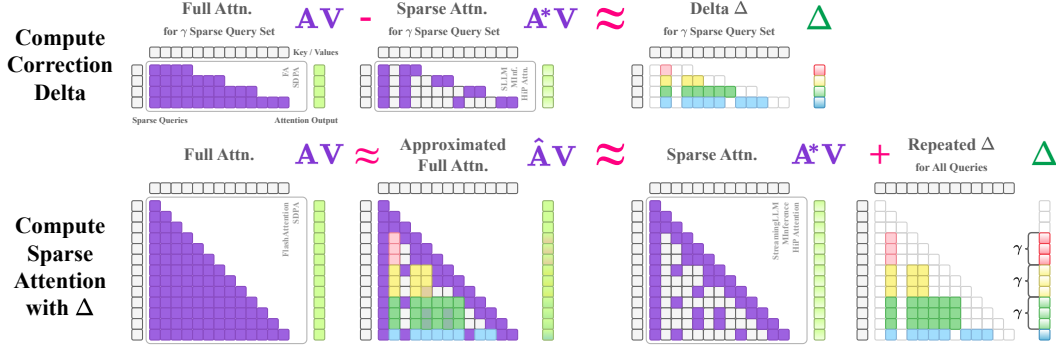 Compute
Correction
Delta
Full Attn.
for γ Sparse Query Set
AV
-
Sparse Attn.
for γ Sparse Query Set
A*V
≈
Delta Δ
for γ Sparse Query Set
Δ
Key / Values
FA
SDPA
SLLM
MInf.
HiP Attn.
Sparse Queries
Attention Output
Compute
Sparse
Attention
with Δ
Full Attn.
AV
≈
Approximated
Full Attn.
ÂV
≈
Sparse Attn.
A*V
+
Repeated Δ
for All Queries
Δ
FlashAttention
SDPA
StreamingLLM
MInference
HiP Attention
γ
γ
γ